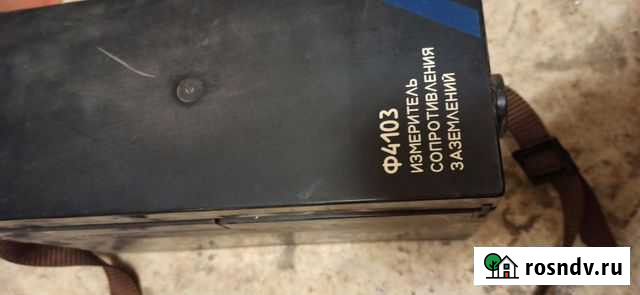 Ф4103
ИЗМЕРИТЕЛЬ
СОПРОТИВЛЕНИЯ
ЗАЗЕМЛЕНИЙ
rosndv.ru